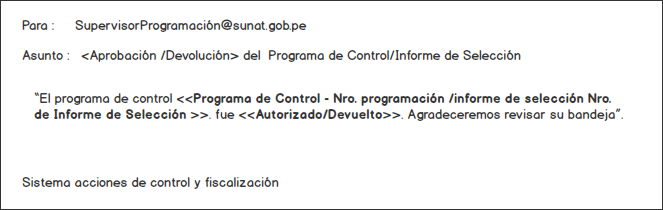 Para : SupervisorProgramación@sunat.gob.pe
Asunto : <Aprobación /Devolución> del Programa de Control/Informe de Selección
"El programa de control <<Programa de Control - Nro. programación /informe de selección Nro.
de Informe de Selección >>. fue <<Autorizado/Devuelto>>. Agradeceremos revisar su bandeja".
Sistema acciones de control y fiscalización